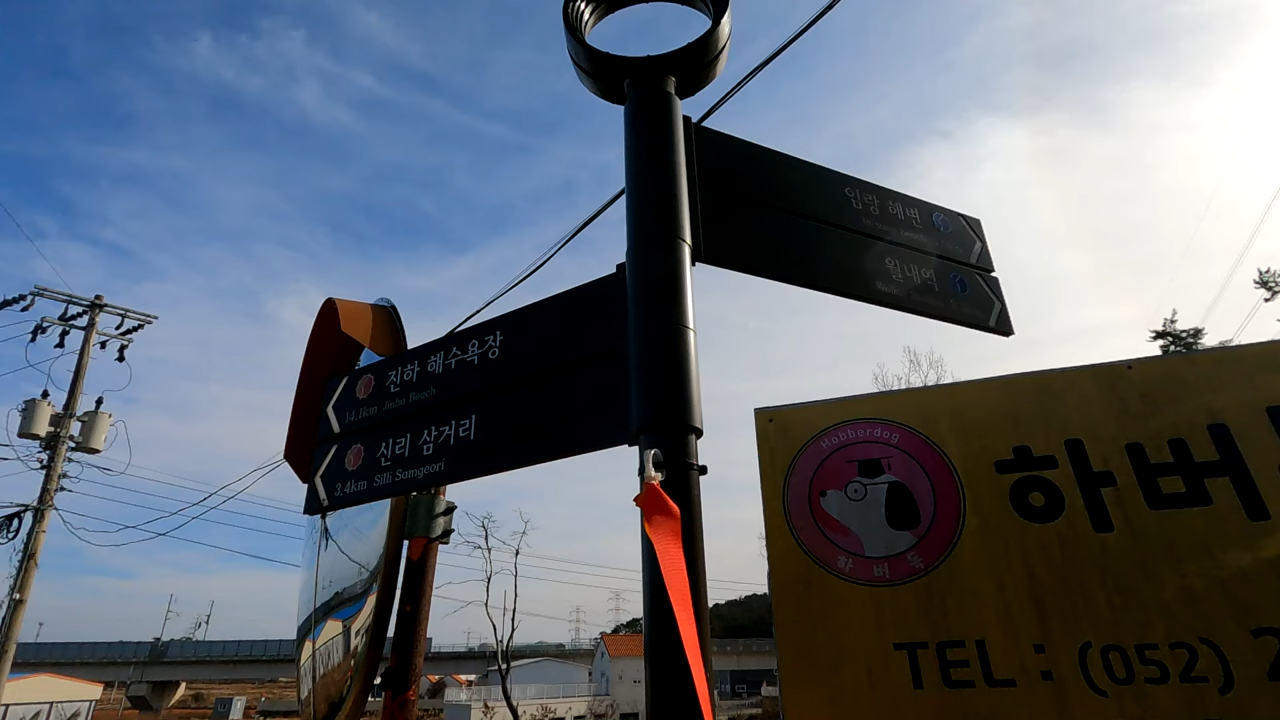 임랑 해변
월내역
진하 해수욕장
14.1km Jinha Beach
신리 삼거리
3.4km Silli Samgeori
Hobberdog
하버독
하버
TEL : (052) 2